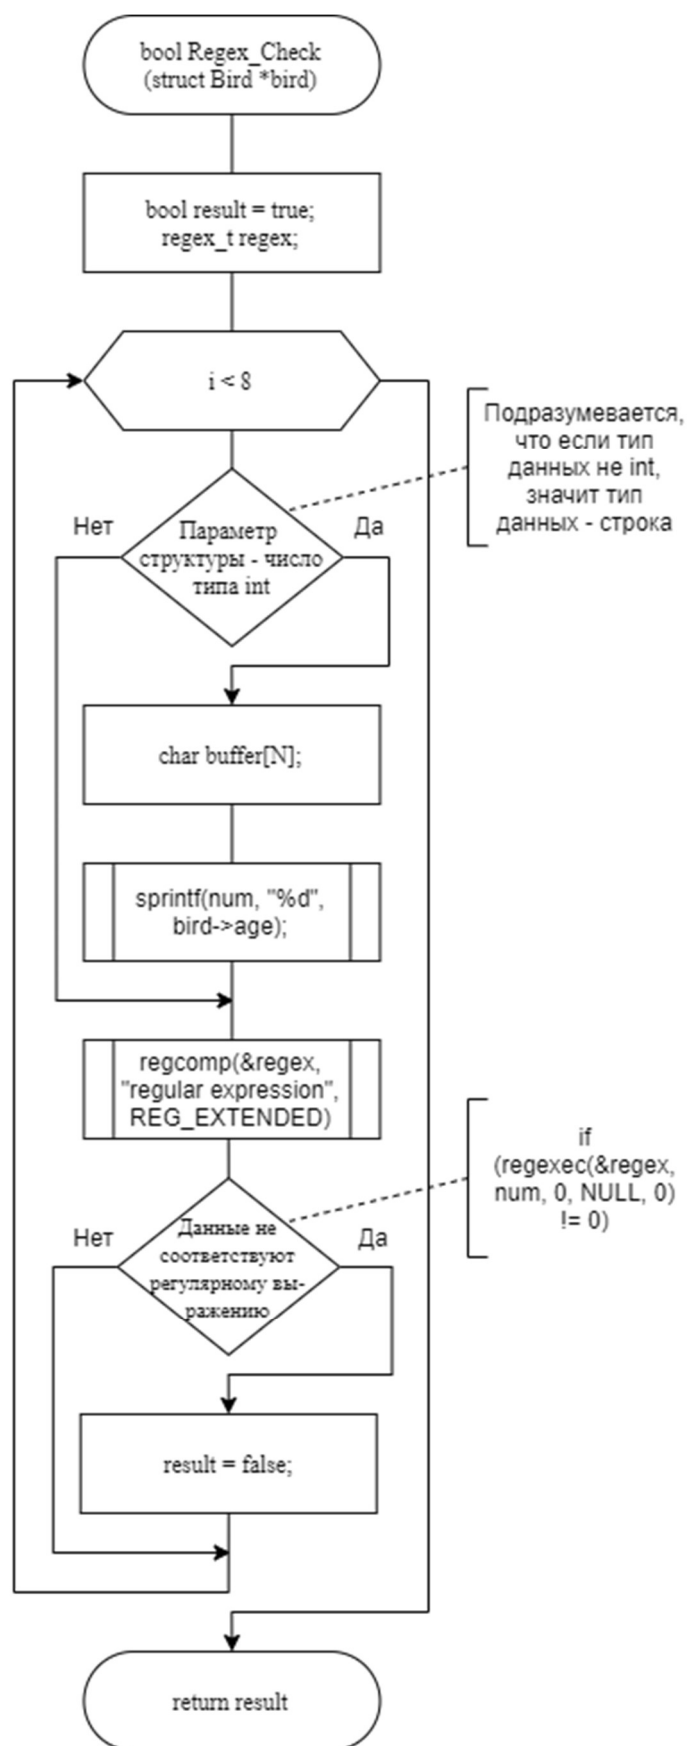 bool Regex_Check
(struct Bird *bird)
bool result = true;
regex_t regex;
i < 8
Подразумевается,
что если тип
данных не int,
значит тип
данных - строка
Нет
Параметр
структуры - число
типа int
Да
char buffer[N];
sprintf(num, "%d",
bird->age);
regcomp(&regex,
"regular expression",
REG_EXTENDED)
if
(regexec(&regex,
num, 0, NULL, 0)
!= 0)
Нет
Данные не
соответствуют
регулярному вы-
ражению
Да
result = false;
return result